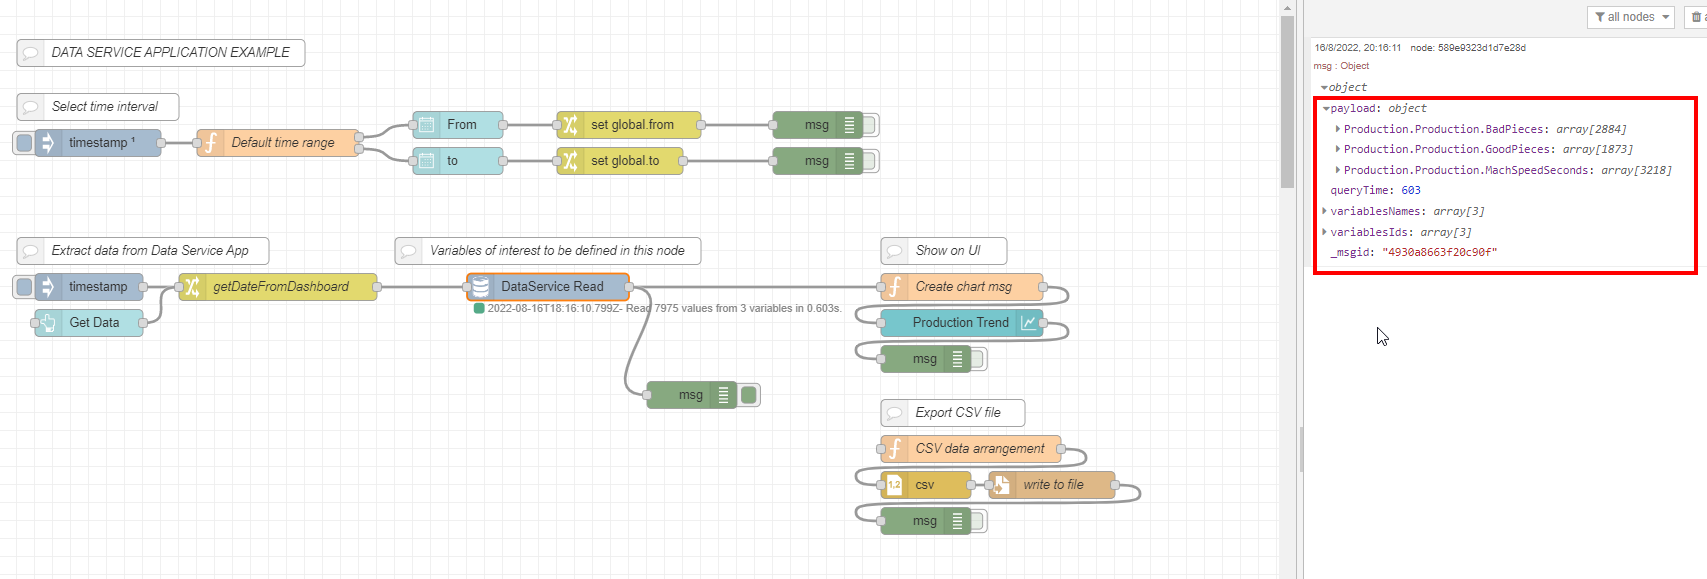 DATA SERVICE APPLICATION EXAMPLE
Select time interval
timestamp ¹
Default time range
From
set global.from
msg
to
set global.to
msg
Extract data from Data Service App
Variables of interest to be defined in this node
Show on UI
timestamp
getDateFromDashboard
DataService Read
Create chart msg
2022-08-16T18:16:10.799Z- Read 7975 values from 3 variables in 0.603s.
Get Data
Production Trend
msg
msg
Export CSV file
CSV data arrangement
1,2
csv
write to file
msg
all nodes
16/8/2022, 20:16:11 node: 589e9323d1d7e28d
msg : Object
object
payload: object
Production.Production.BadPieces: array[2884]
Production.Production.GoodPieces: array[1873]
Production.Production.MachSpeedSeconds: array[3218]
queryTime: 603
variablesNames: array[3]
variablesIds: array[3]
_msgid: "4930a8663f20c90f"